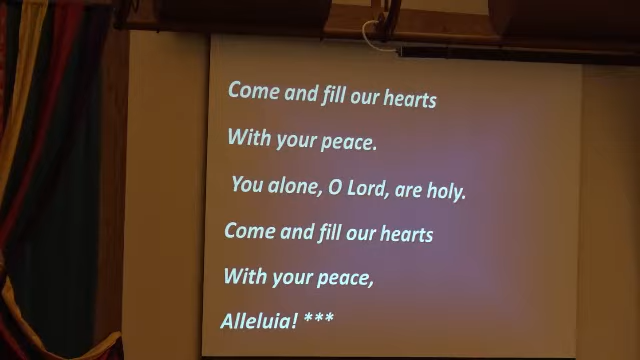 Come and fill our hearts
With your peace.
You alone, O Lord, are holy.
Come and fill our hearts
With your peace,
Alleluia! ***